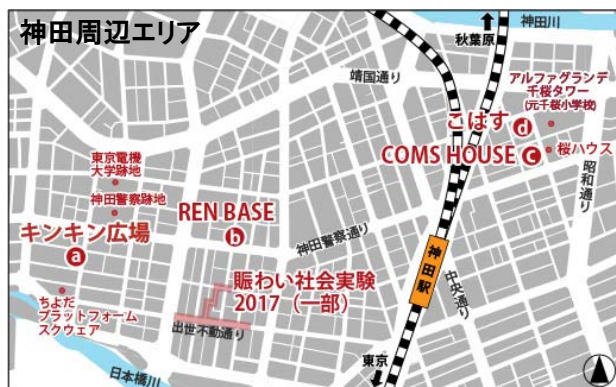 神田周辺エリア
神田川
秋葉原
靖国通り
アルファグランデ
千桜タワー
(元千桜小学校)
こはす d
COMS HOUSE c
桜ハウス
昭和通り
東京電機
大学跡地
神田警察跡地
キンキン広場
a
REN BASE
b
神田警察通り
神田駅
中央通り
賑わい社会実験
2017（一部）
ちよだ
プラットフォーム
スクウェア
出世不動通り
日本橋川
東京